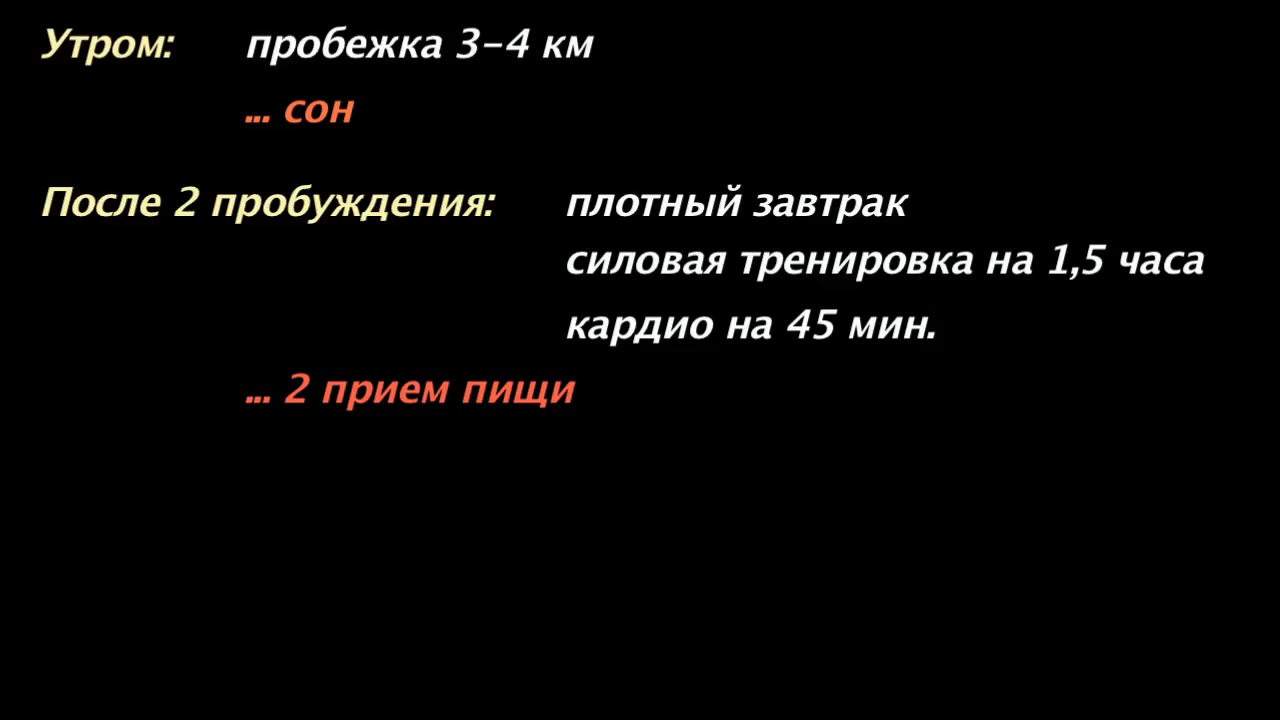 Утром: пробежка 3-4 км
... сон
После 2 пробуждения: плотный завтрак
силовая тренировка на 1,5 часа
кардио на 45 мин.
... 2 прием пищи